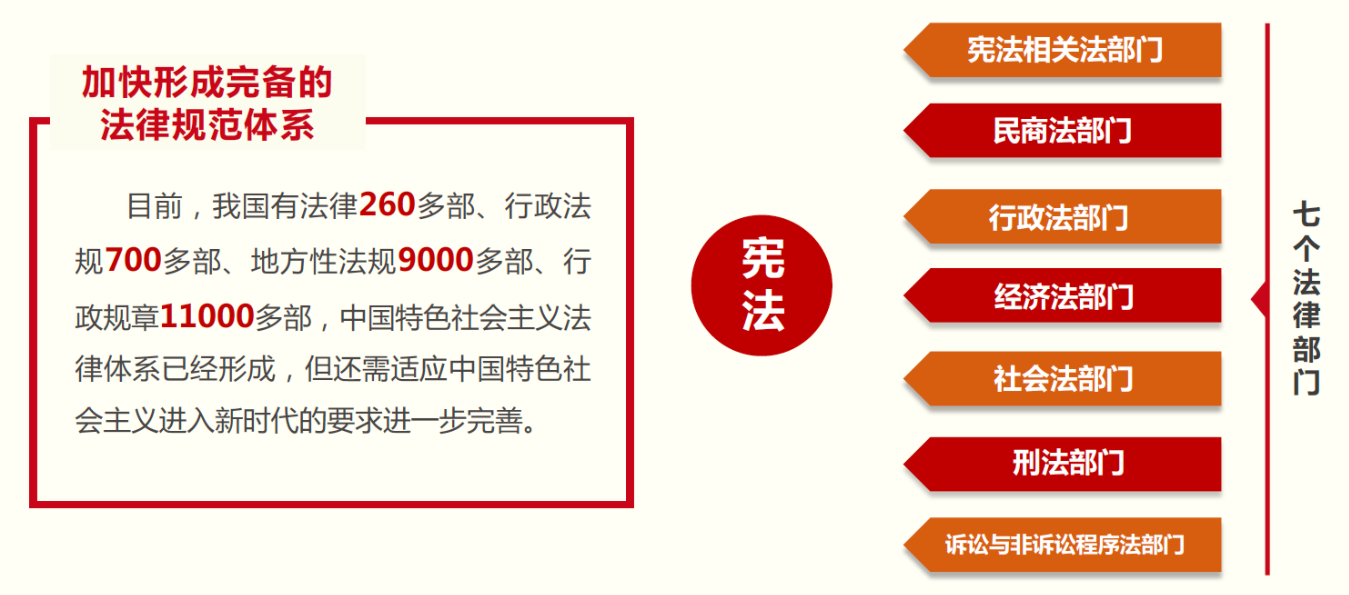 加快形成完备的
法律规范体系
目前，我国有法律260多部、行政法
规700多部、地方性法规9000多部、行
政规章11000多部，中国特色社会主义法
律体系已经形成，但还需适应中国特色社
会主义进入新时代的要求进一步完善。
宪法
宪法相关法部门
民商法部门
行政法部门
经济法部门
社会法部门
刑法部门
诉讼与非诉讼程序法部门
七个法律部门